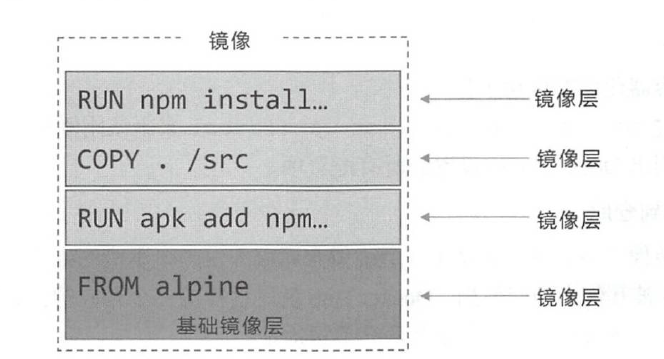 镜像
RUN npm install…
镜像层
COPY . /src
镜像层
RUN apk add npm…
镜像层
FROM alpine
镜像层
基础镜像层